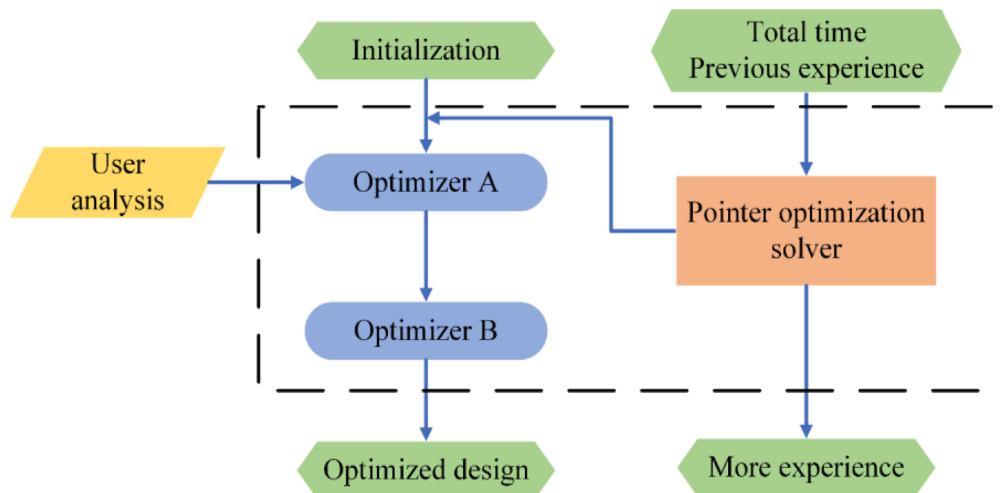 Initialization
Total time
Previous experience
User
analysis
Optimizer A
Pointer optimization
solver
Optimizer B
Optimized design
More experience